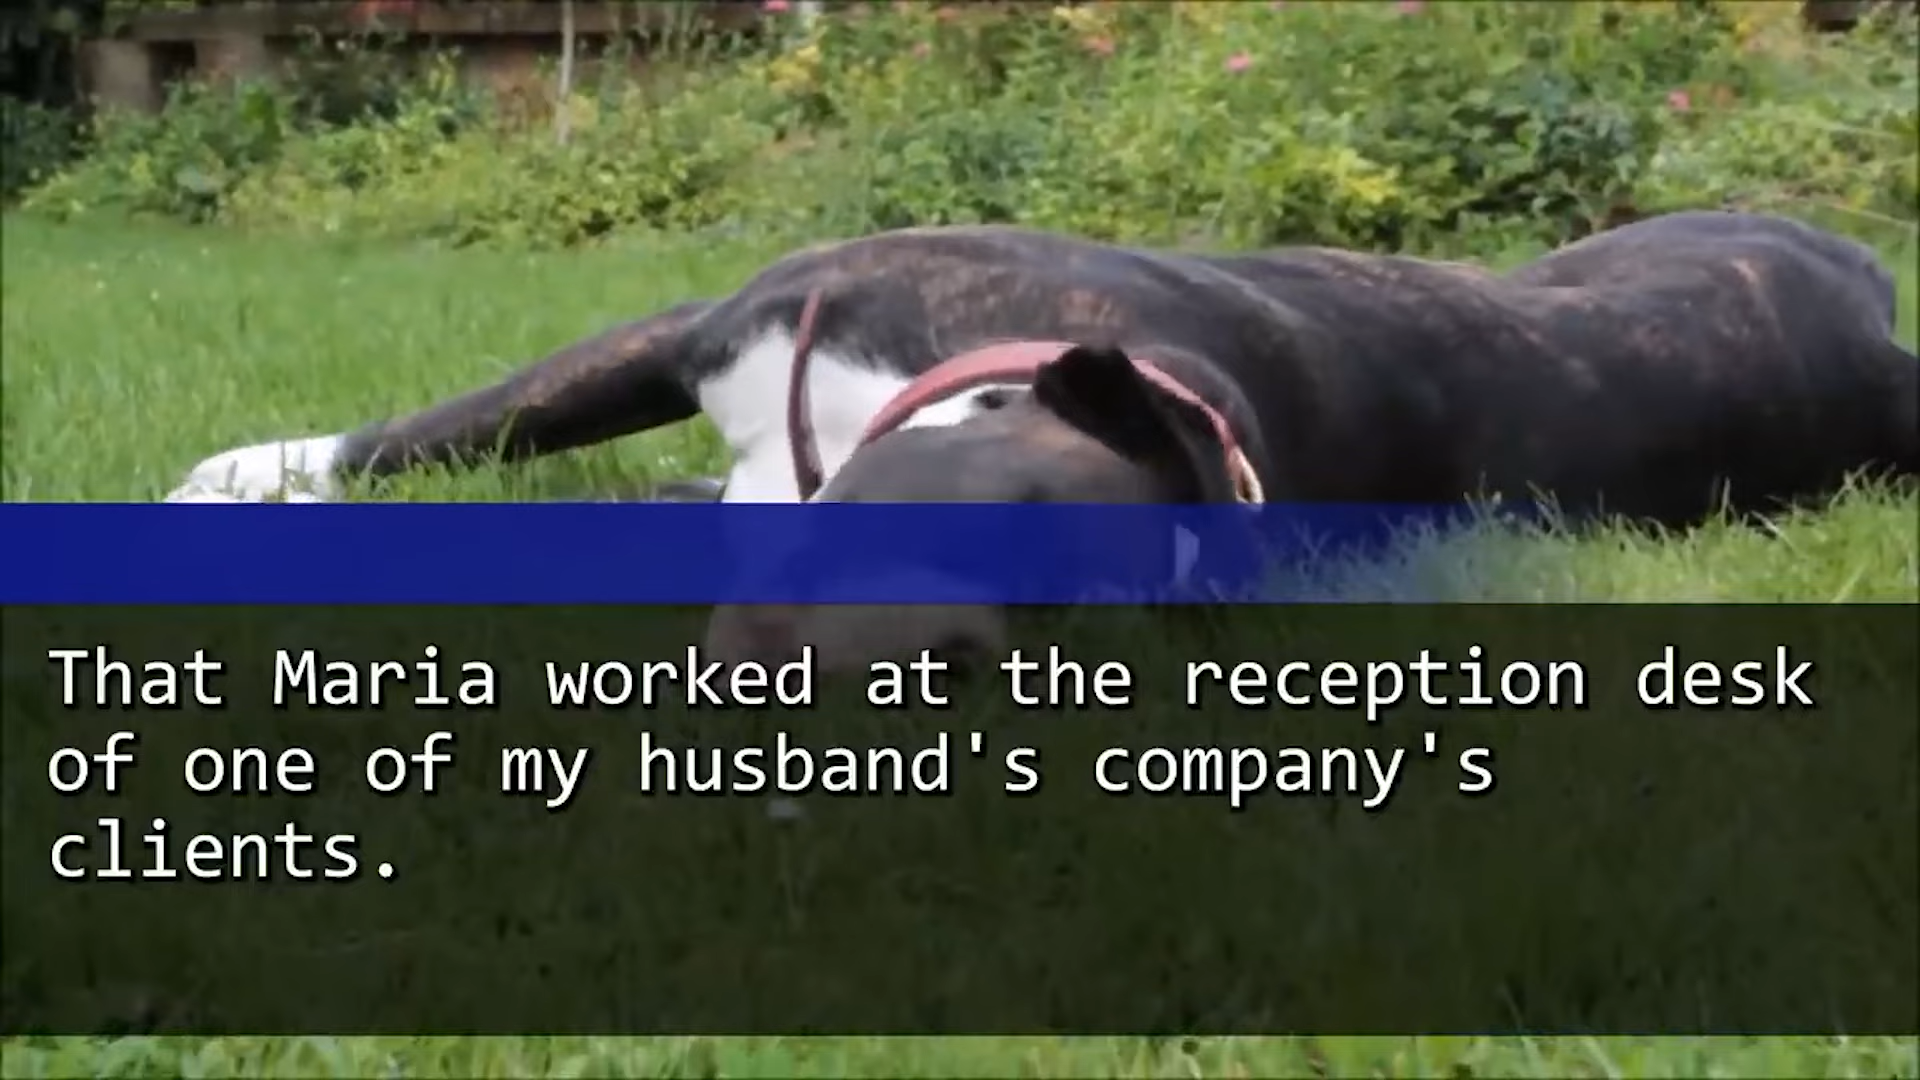 That Maria worked at the reception desk
of one of my husband's company's
clients.